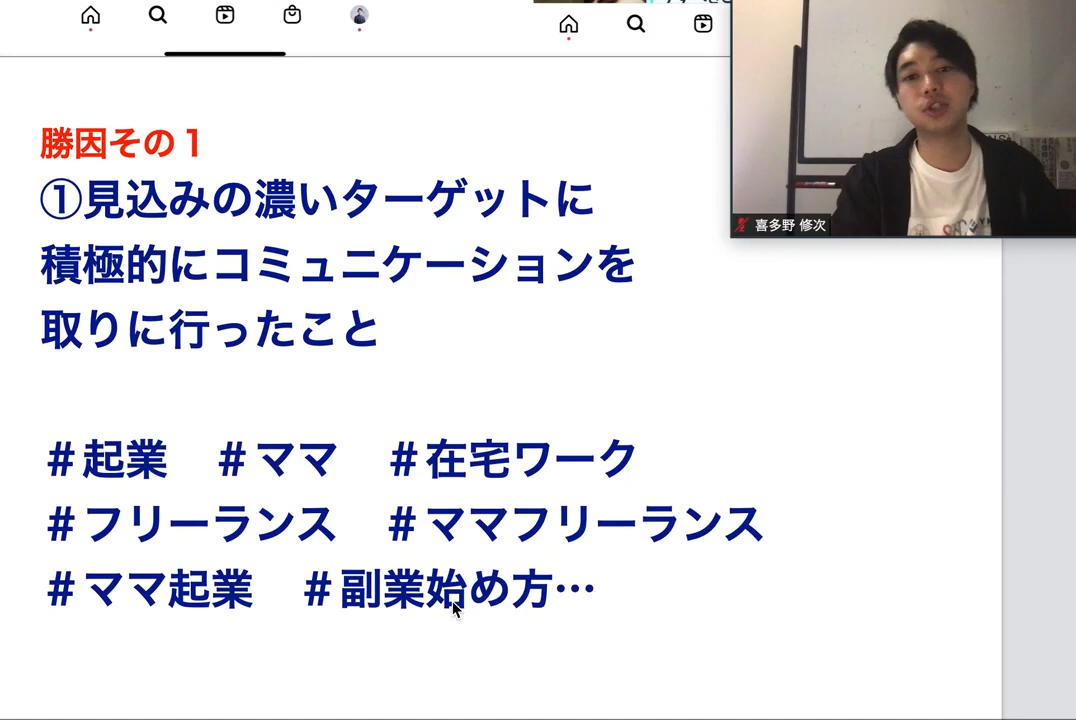 勝因その1
①見込みの濃いターゲットに
積極的にコミュニケーションを
取りに行ったこと
#起業 #ママ #在宅ワーク
#フリーランス #ママフリーランス
#ママ起業 #副業始め方…
喜多野 修次